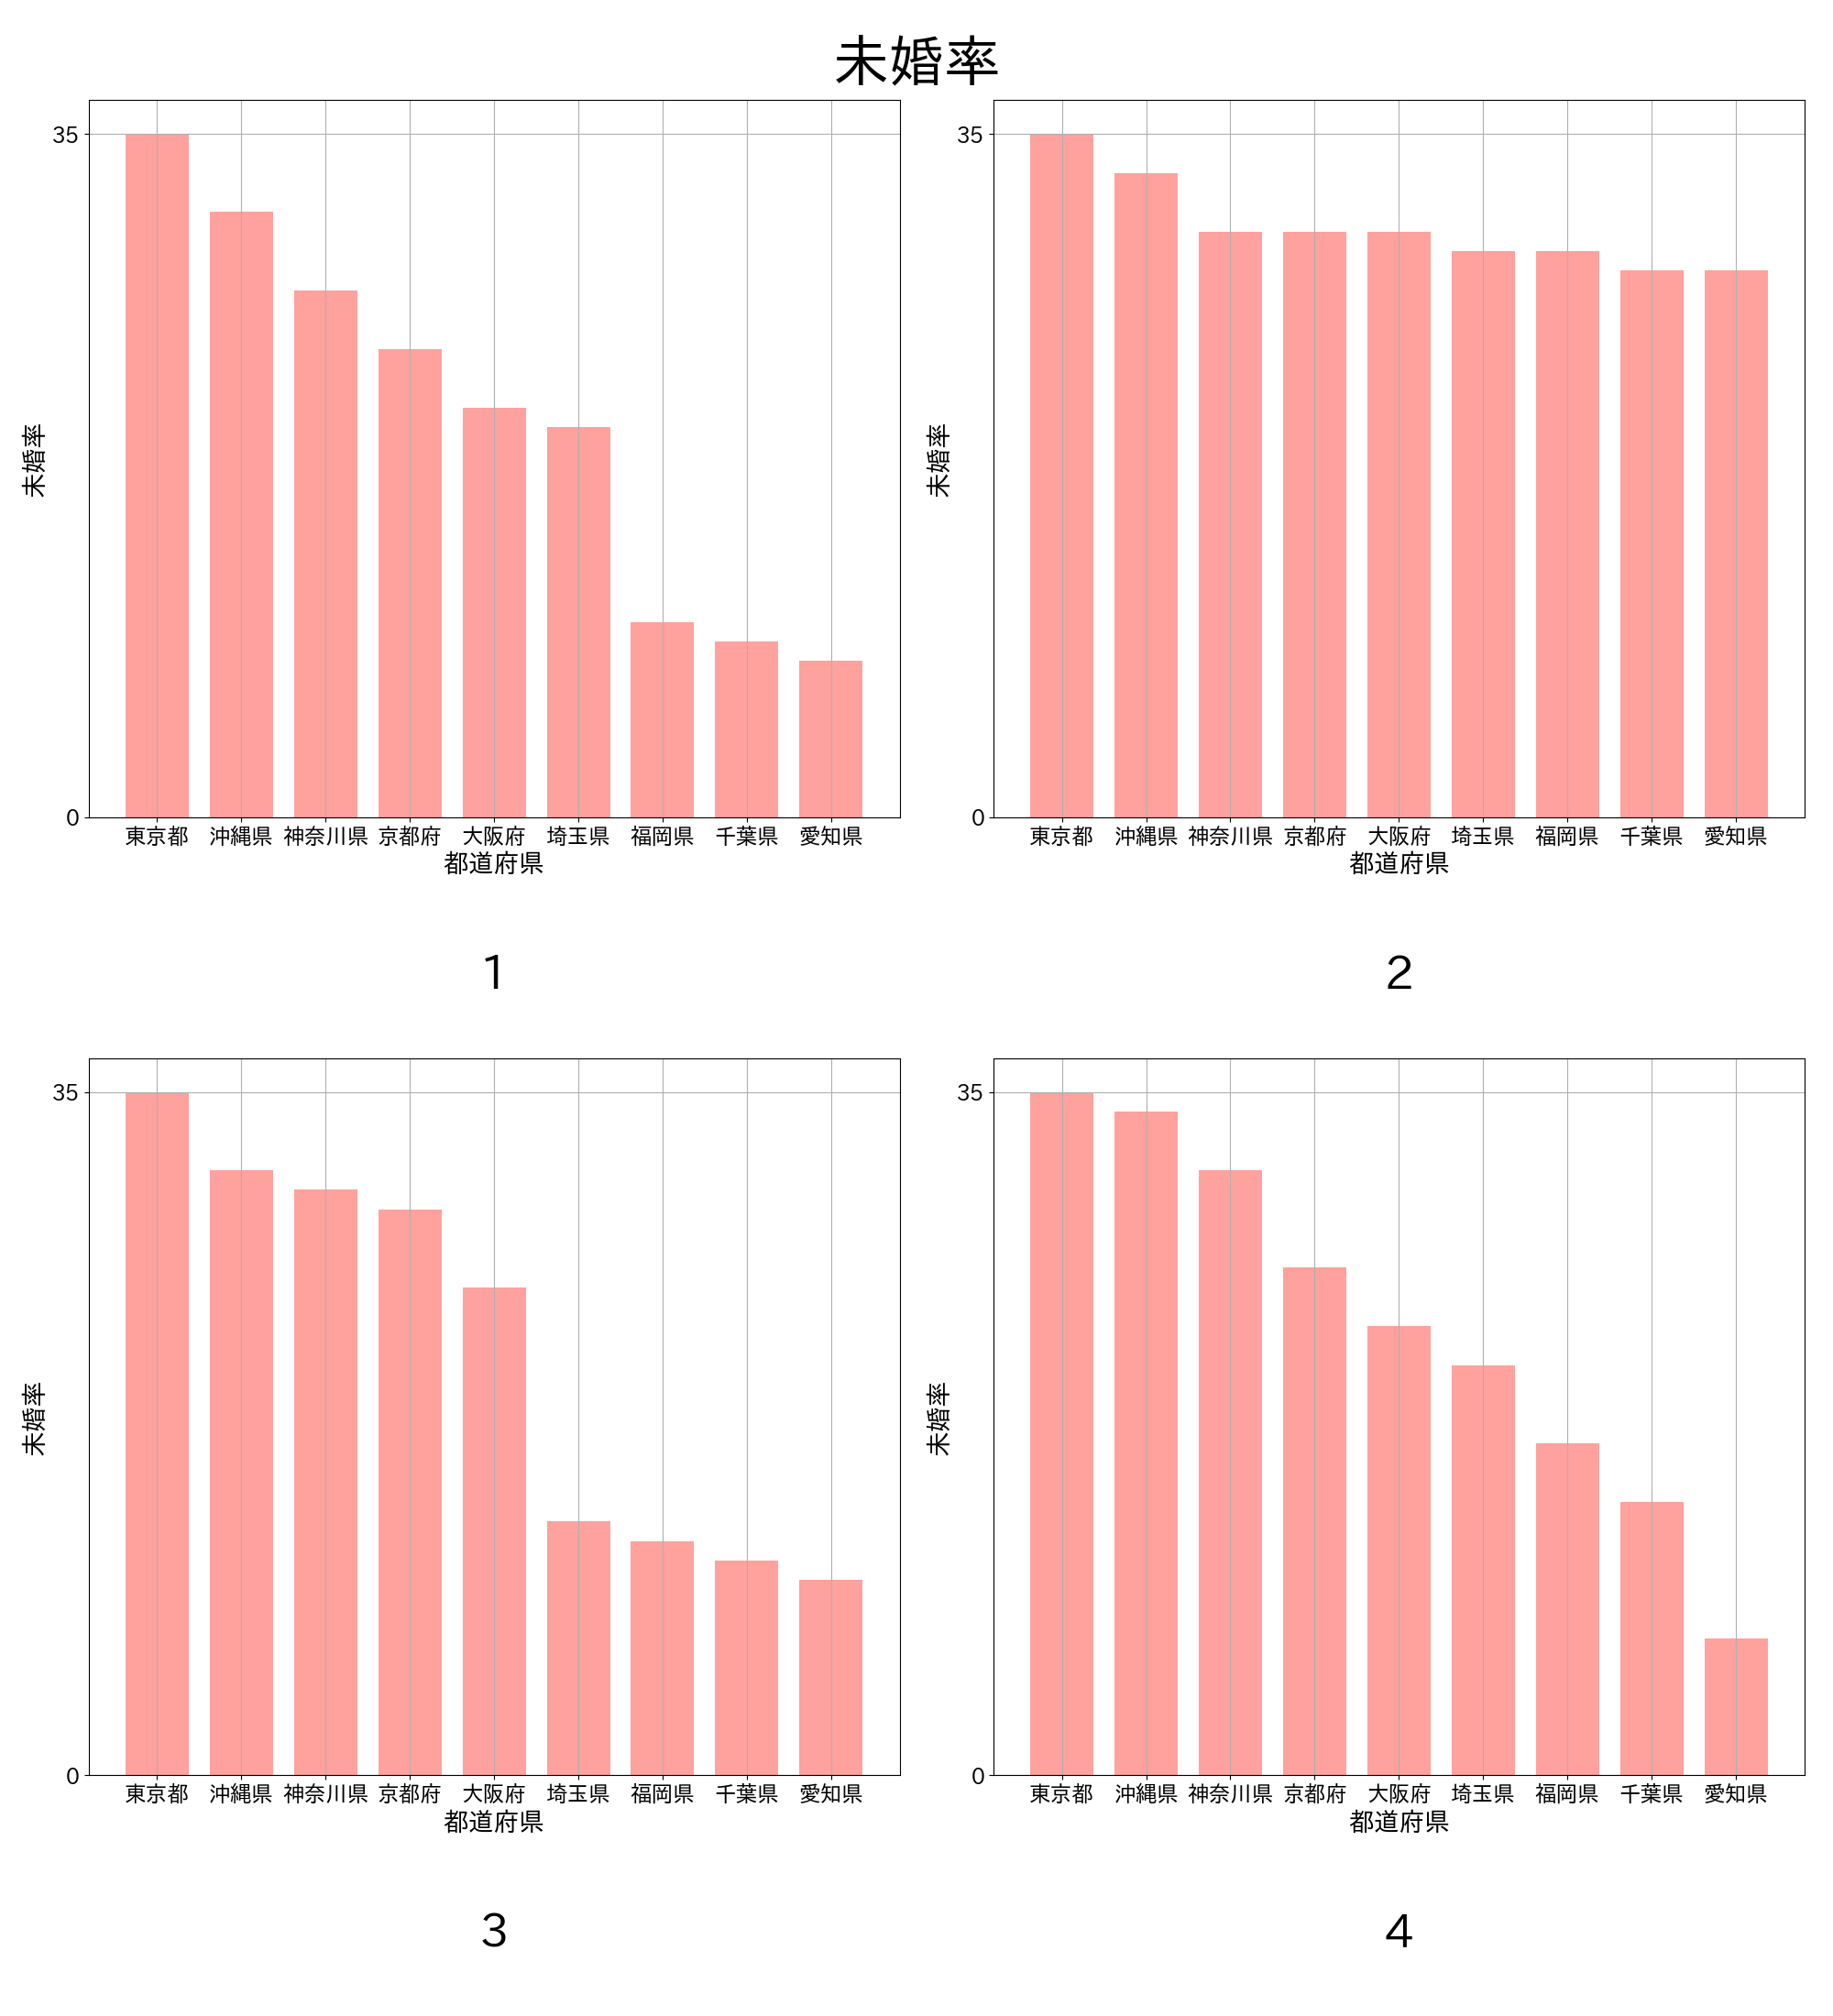 未婚率
35
0
未婚率
東京都 沖縄県 神奈川県 京都府 大阪府 埼玉県 福岡県 千葉県 愛知県
都道府県
1
35
0
未婚率
東京都 沖縄県 神奈川県 京都府 大阪府 埼玉県 福岡県 千葉県 愛知県
都道府県
2
35
0
未婚率
東京都 沖縄県 神奈川県 京都府 大阪府 埼玉県 福岡県 千葉県 愛知県
都道府県
3
35
0
未婚率
東京都 沖縄県 神奈川県 京都府 大阪府 埼玉県 福岡県 千葉県 愛知県
都道府県
4